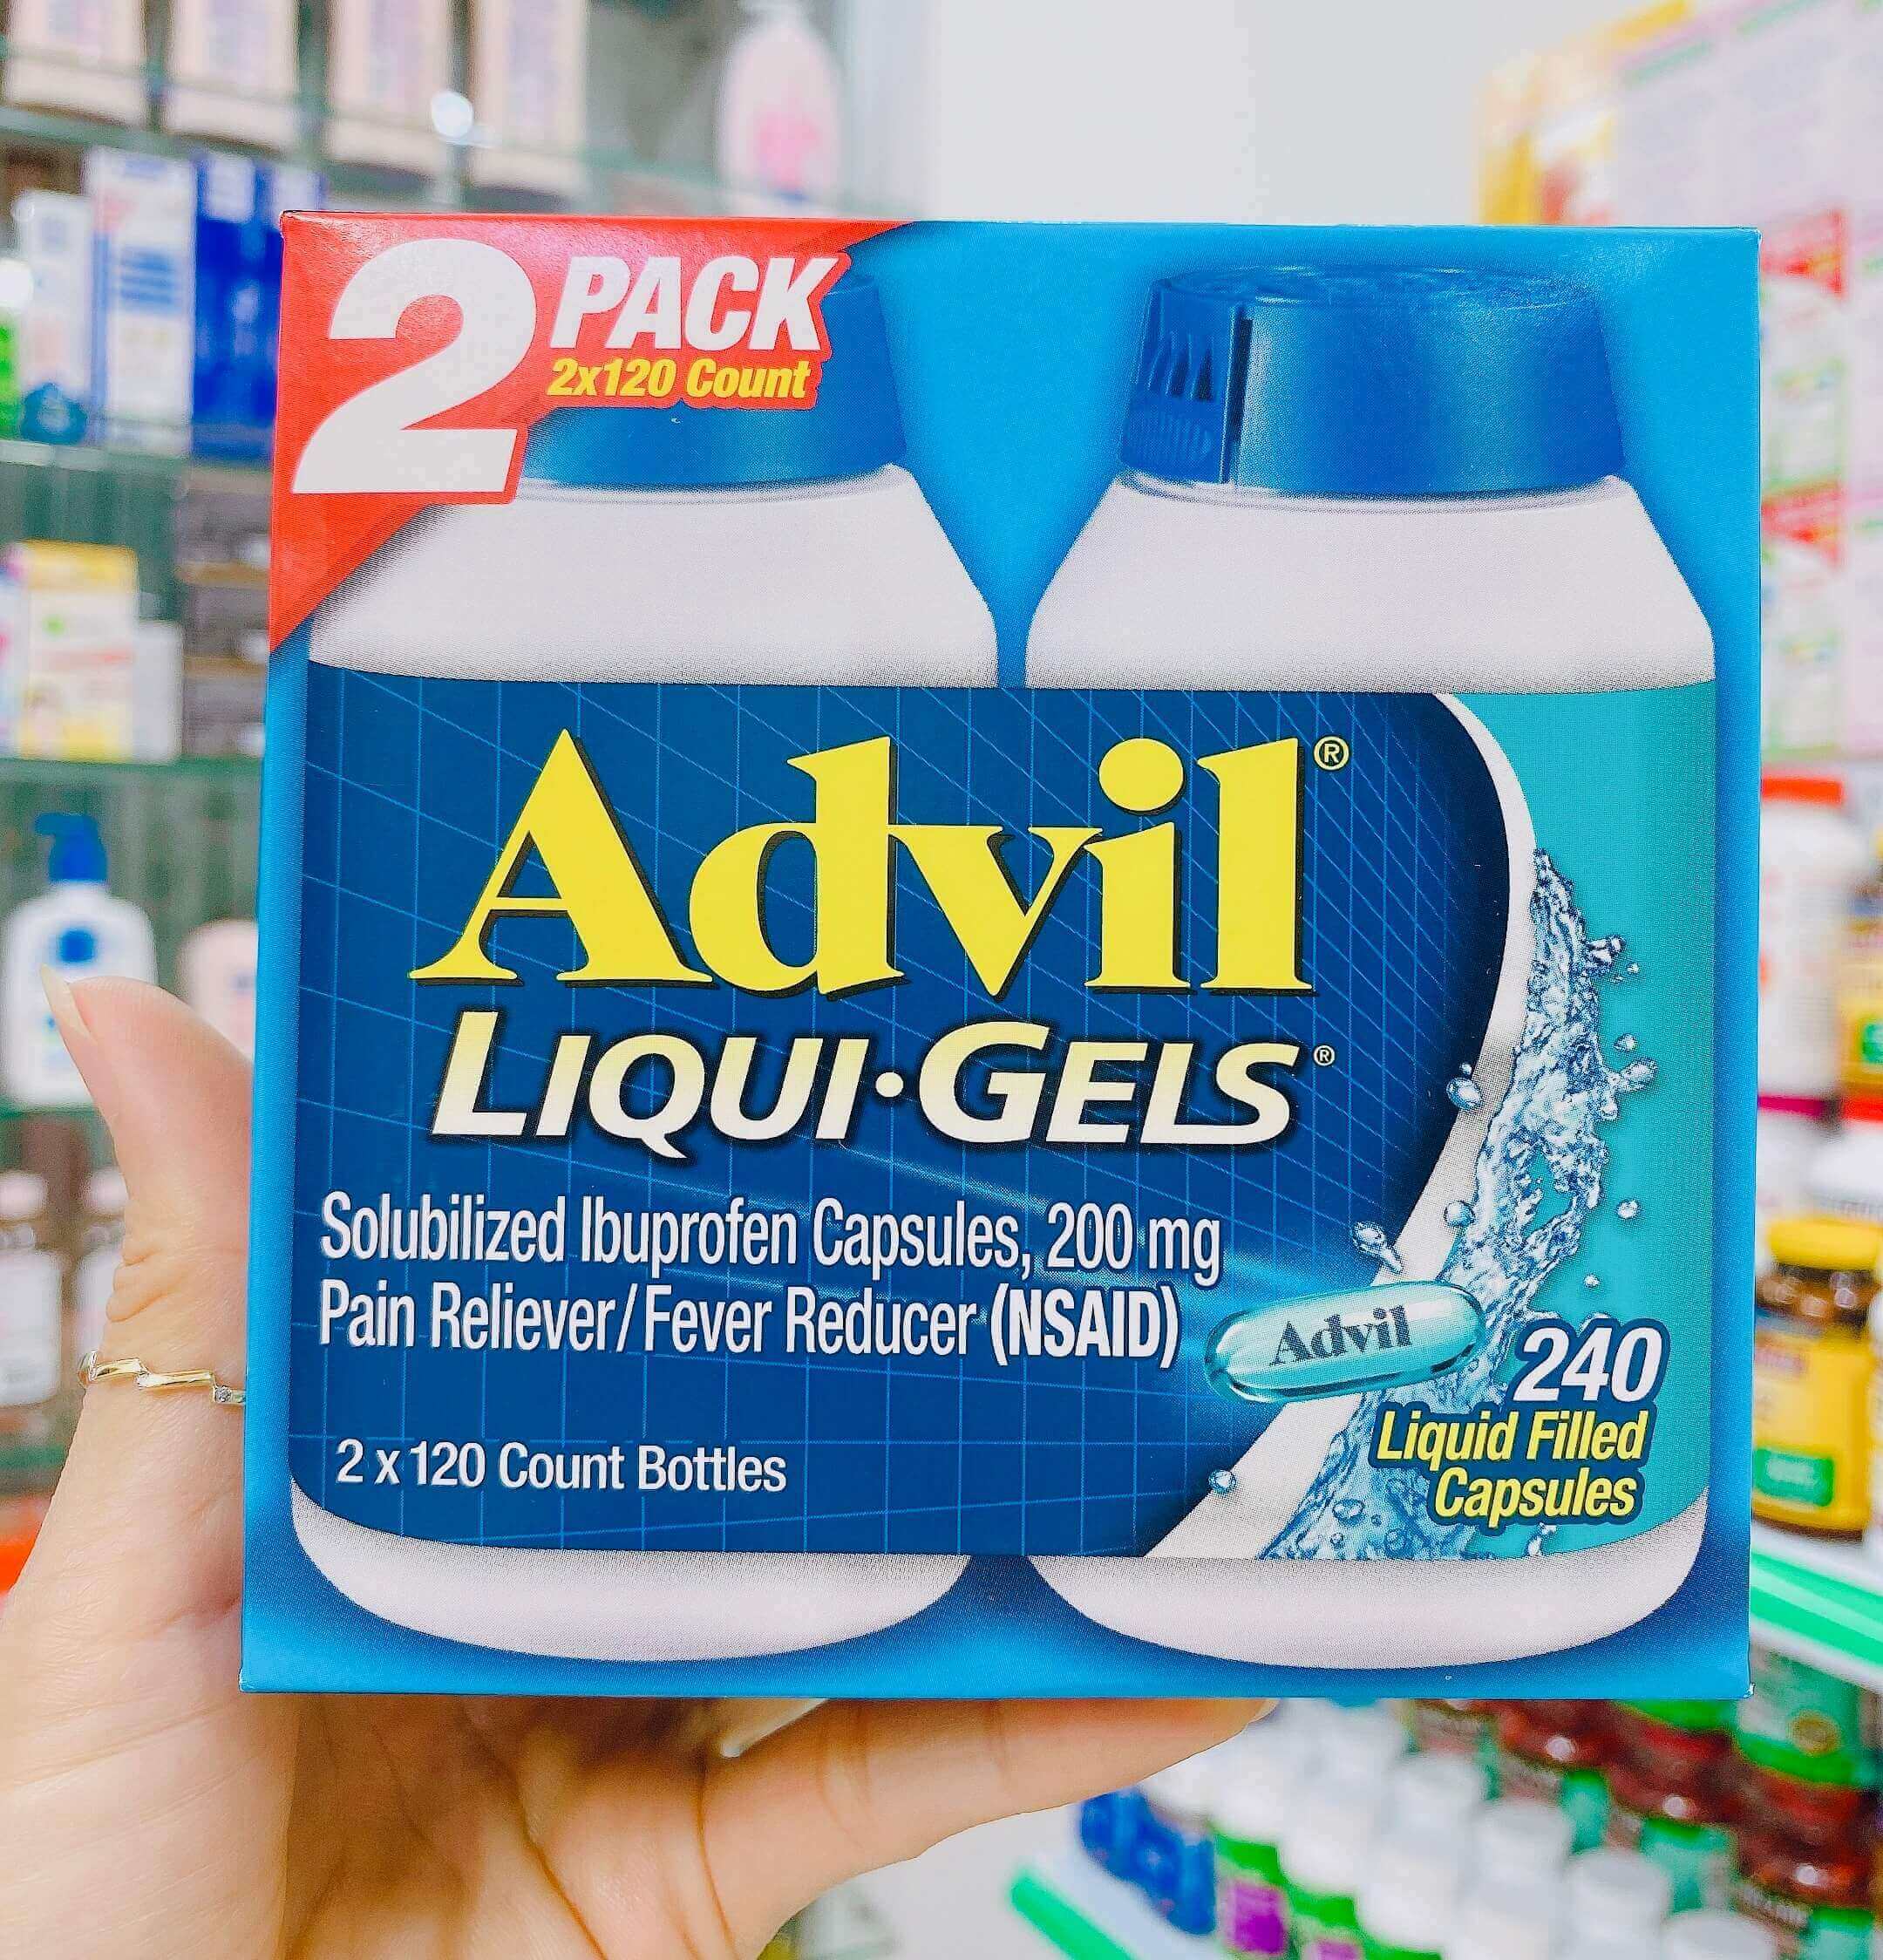 2 PACK
2x120 Count
Advil®
LIQUI·GELS®
Solubilized Ibuprofen Capsules, 200 mg
Pain Reliever/Fever Reducer (NSAID)
Advil
240
Liquid Filled
Capsules
2 x 120 Count Bottles